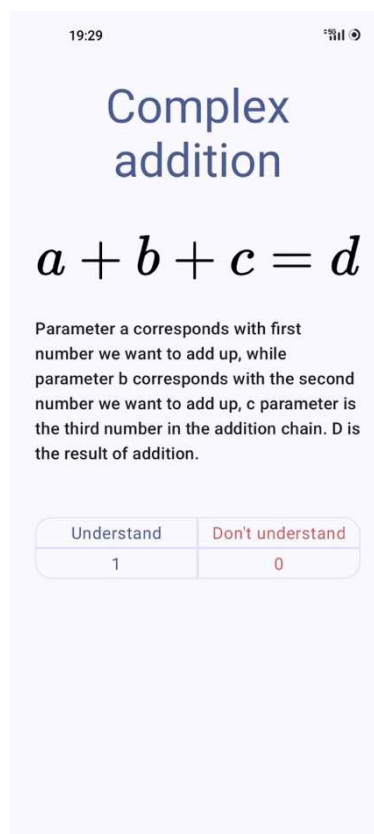 19:29
5G
Complex
addition
a + b + c = d
Parameter a corresponds with first
number we want to add up, while
parameter b corresponds with the second
number we want to add up, c parameter is
the third number in the addition chain. D is
the result of addition.
Understand Don't understand
1 0